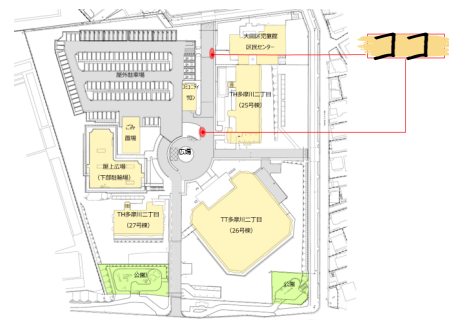 大田区児童館
区民センター
ココ
屋外駐車場
TH多摩川二丁目
(25号棟)
ごみ
置場
広場
屋上広場
(下部駐輪場)
TH多摩川二丁目
(27号棟)
TT多摩川二丁目
(26号棟)
公園
公園